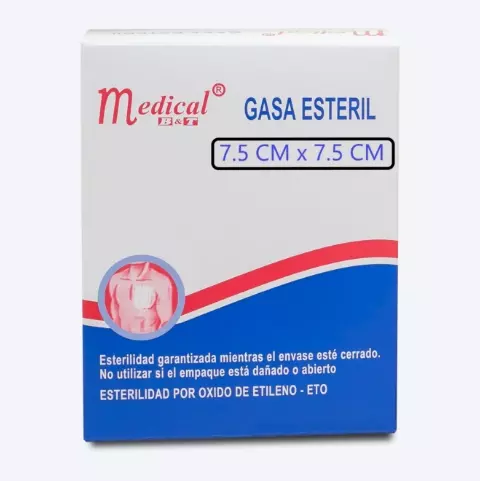 Medical®
B&T
GASA ESTERIL
7.5 CM x 7.5 CM
Esterilidad garantizada mientras el envase esté cerrado.
No utilizar si el empaque está dañado o abierto
ESTERILIDAD POR OXIDO DE ETILENO - ETO